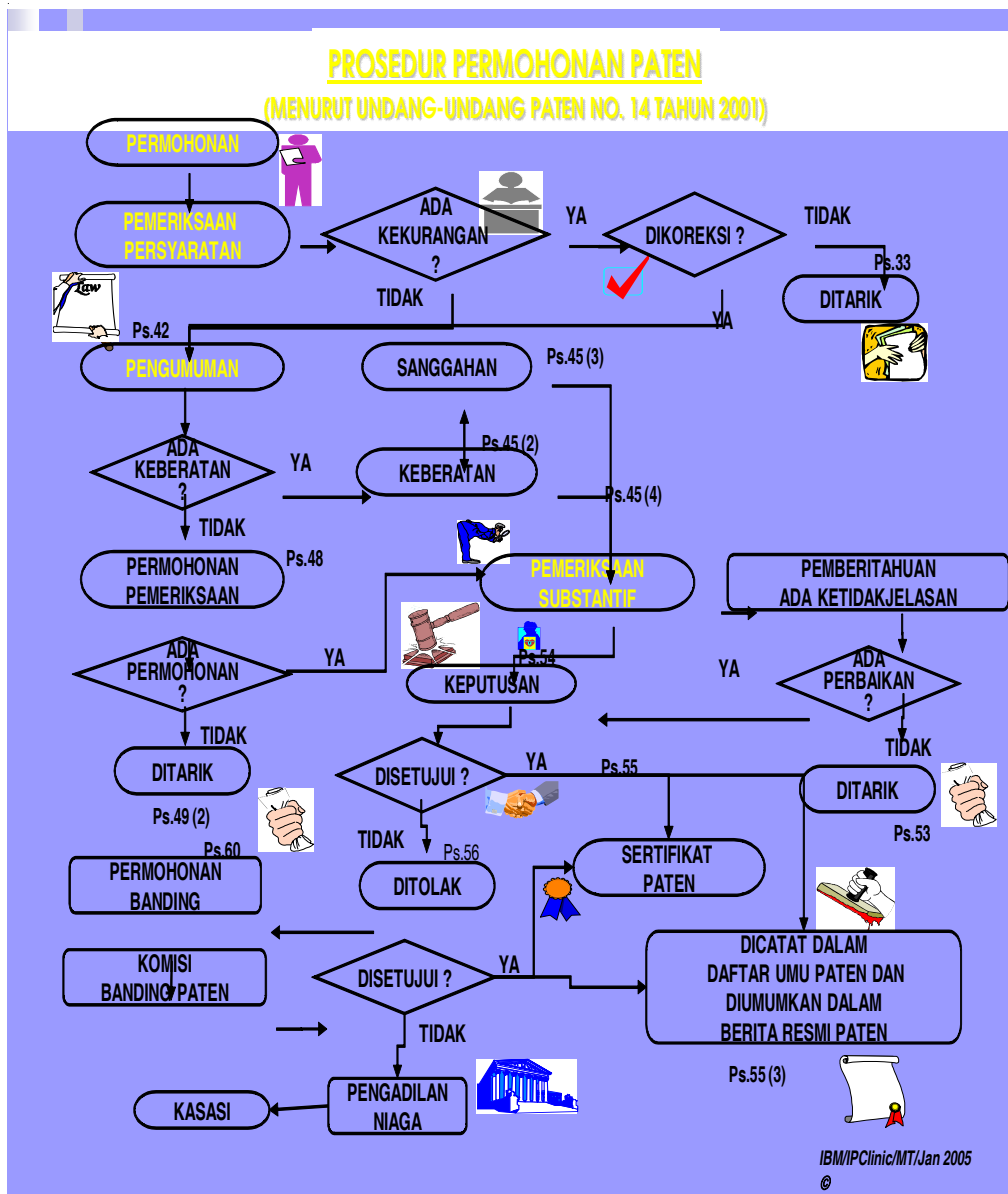 PROSEDUR PERMOHONAN PATEN
(MENURUT UNDANG-UNDANG PATEN NO. 14 TAHUN 2001)
PERMOHONAN
PEMERIKSAAN
PERSYARATAN
ADA
KEKURANGAN
?
YA
DIKOREKSI ?
TIDAK
Ps.33
DITARIK
TIDAK
YA
Law
Ps.42
PENGUMUMAN
SANGGAHAN
Ps.45 (3)
Ps.45 (2)
ADA
KEBERATAN
?
YA
KEBERATAN
Ps.45 (4)
TIDAK
PERMOHONAN
PEMERIKSAAN
Ps.48
PEMERIKSAAN
SUBSTANTIF
PEMBERITAHUAN
ADA KETIDAKJELASAN
ADA
PERMOHONAN
?
YA
Ps.54
KEPUTUSAN
YA
ADA
PERBAIKAN
?
TIDAK
DITARIK
Ps.49 (2)
DISETUJUI ?
YA
Ps.55
TIDAK
DITARIK
Ps.53
TIDAK
Ps.56
DITOLAK
SERTIFIKAT
PATEN
Ps.60
PERMOHONAN
BANDING
KOMISI
BANDING PATEN
DISETUJUI ?
YA
DICATAT DALAM
DAFTAR UMU PATEN DAN
DIUMUMKAN DALAM
BERITA RESMI PATEN
TIDAK
Ps.55 (3)
PENGADILAN
NIAGA
KASASI
IBM/IPClinic/MT/Jan 2005
©